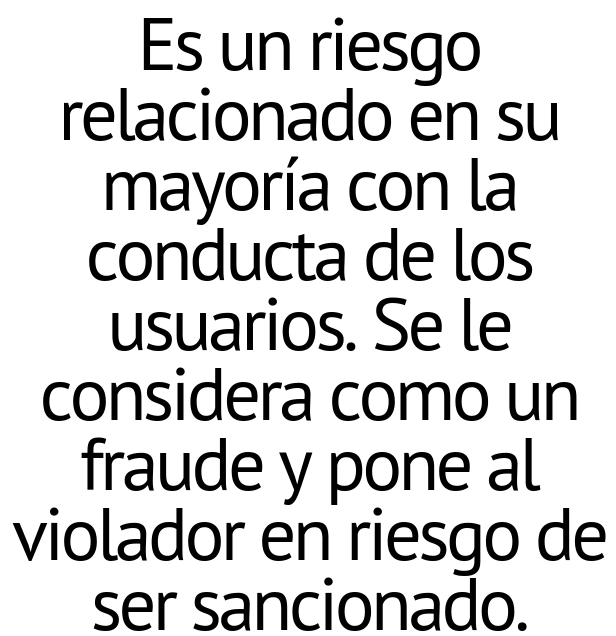 Es un riesgo
relacionado en su
mayoría con la
conducta de los
usuarios. Se le
considera como un
fraude y pone al
violador en riesgo de
ser sancionado.